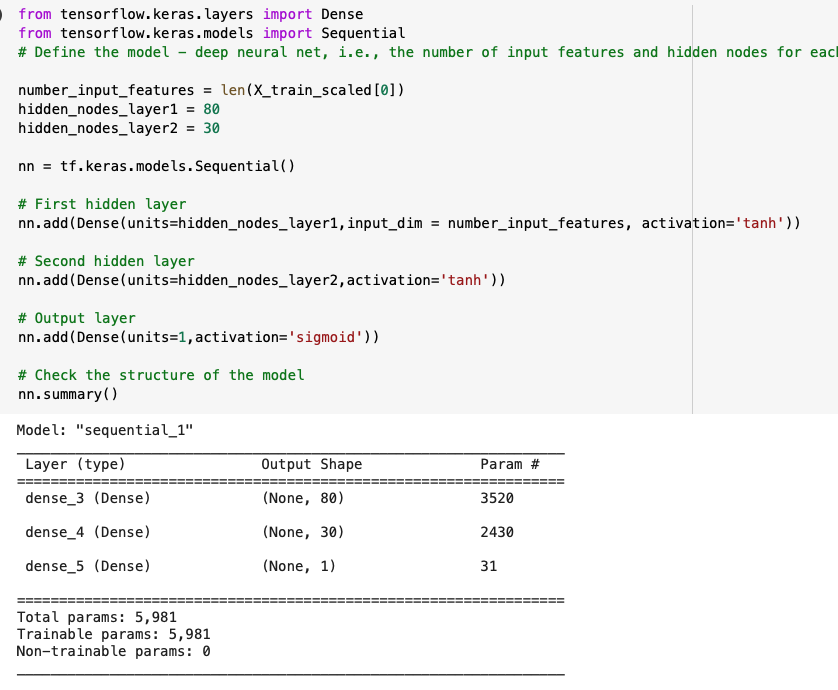 from tensorflow.keras.layers import Dense
from tensorflow.keras.models import Sequential
# Define the model – deep neural net, i.e., the number of input features and hidden nodes for each
number_input_features = len(X_train_scaled[0])
hidden_nodes_layer1 = 80
hidden_nodes_layer2 = 30
nn = tf.keras.models.Sequential()
# First hidden layer
nn.add(Dense(units=hidden_nodes_layer1,input_dim = number_input_features, activation='tanh'))
# Second hidden layer
nn.add(Dense(units=hidden_nodes_layer2,activation='tanh'))
# Output layer
nn.add(Dense(units=1,activation='sigmoid'))
# Check the structure of the model
nn.summary()
Model: "sequential_1"
Layer (type) Output Shape Param #
dense_3 (Dense) (None, 80) 3520
dense_4 (Dense) (None, 30) 2430
dense_5 (Dense) (None, 1) 31
Total params: 5,981
Trainable params: 5,981
Non-trainable params: 0